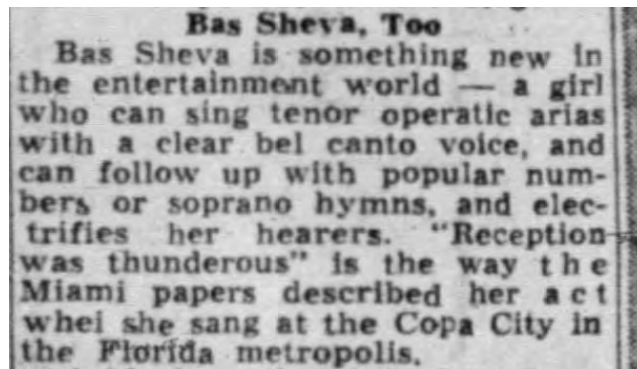 Bas Sheva, Too
Bas Sheva is something new in
the entertainment world — a girl
who can sing tenor operatic arias
with a clear bel canto voice, and
can follow up with popular num-
bers or soprano hymns, and elec-
trifies her hearers. "Reception
was thunderous" is the way the
Miami papers described her act
whei she sang at the Copa City in
the Florida metropolis.